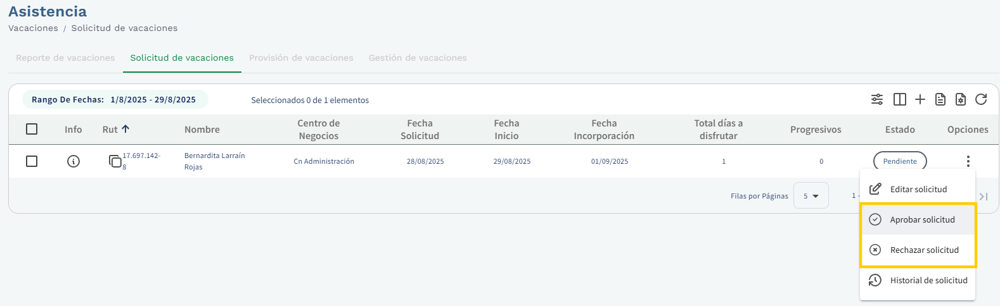 Asistencia
Vacaciones / Solicitud de vacaciones
Reporte de vacaciones Solicitud de vacaciones Provisión de vacaciones Gestión de vacaciones
Rango De Fechas: 1/8/2025 - 29/8/2025 Seleccionados 0 de 1 elementos
Info Rut Nombre Centro de Negocios Fecha Solicitud Fecha Inicio Fecha Incorporación Total días a disfrutar Progresivos Estado Opciones
17.697.142-8 Bernardita Larraín Rojas Cn Administración 28/08/2025 29/08/2025 01/09/2025 1 0 Pendiente
Filas por Páginas 5 1 -
Editar solicitud
Aprobar solicitud
Rechazar solicitud
Historial de solicitud